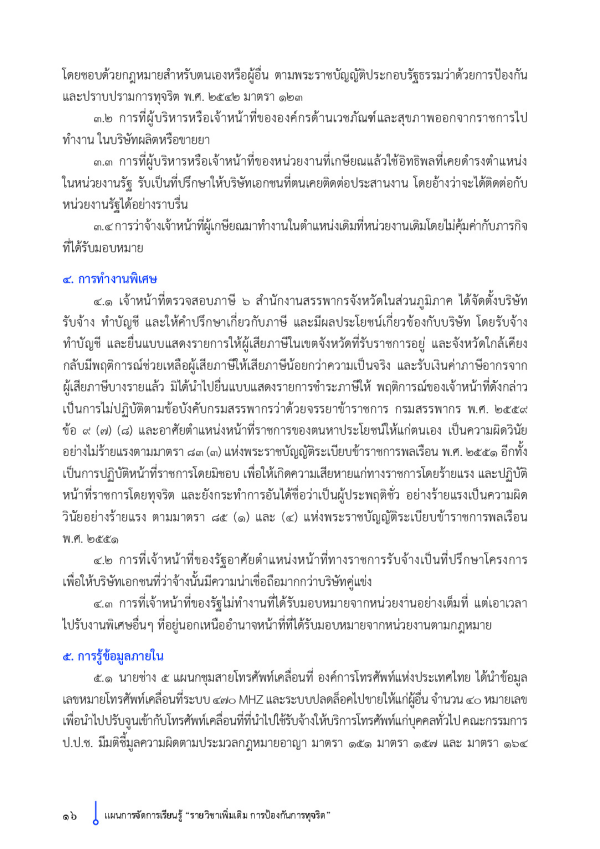 โดยชอบด้วยกฎหมายสำหรับตนเองหรือผู้อื่น ตามพระราชบัญญัติประกอบรัฐธรรมว่าด้วยการป้องกัน
และปราบปรามการทุจริต พ.ศ. ๒๕๔๒ มาตรา ๑๒๓
๓.๒ การที่ผู้บริหารหรือเจ้าหน้าที่ขององค์กรด้านเวชภัณฑ์และสุขภาพออกจากราชการไป
ทำงาน ในบริษัทผลิตหรือขายยา
๓.๓ การที่ผู้บริหารหรือเจ้าหน้าที่ของหน่วยงานที่เกษียณแล้วใช้อิทธิพลที่เคยดำรงตำแหน่ง
ในหน่วยงานรัฐ รับเป็นที่ปรึกษาให้บริษัทเอกชนที่ตนเคยติดต่อประสานงาน โดยอ้างว่าจะได้ติดต่อกับ
หน่วยงานรัฐได้อย่างราบรื่น
๓.๔ การว่าจ้างเจ้าหน้าที่ผู้เกษียณมาทำงานในตำแหน่งเดิมที่หน่วยงานเดิมโดยไม่คุ้มค่ากับภารกิจ
ที่ได้รับมอบหมาย
๔. การทำงานพิเศษ
๔.๑ เจ้าหน้าที่ตรวจสอบภาษี ๖ สำนักงานสรรพากรจังหวัดในส่วนภูมิภาค ได้จัดตั้งบริษัท
รับจ้าง ทำบัญชี และให้คำปรึกษาเกี่ยวกับภาษี และมีผลประโยชน์เกี่ยวข้องกับบริษัท โดยรับจ้าง
ทำบัญชี และยื่นแบบแสดงรายการให้ผู้เสียภาษีในเขตจังหวัดที่รับราชการอยู่ และจังหวัดใกล้เคียง
กลับมีพฤติการณ์ช่วยเหลือผู้เสียภาษีให้เสียภาษีน้อยกว่าความเป็นจริง และรับเงินค่าภาษีอากรจาก
ผู้เสียภาษีบางรายแล้ว มิได้นำไปยื่นแบบแสดงรายการชำระภาษีให้ พฤติการณ์ของเจ้าหน้าที่ดังกล่าว
เป็นการไม่ปฏิบัติตามข้อบังคับกรมสรรพากรว่าด้วยจรรยาข้าราชการ กรมสรรพากร พ.ศ. ๒๕๕๙
ข้อ ๙ (๗) (๘) และอาศัยตำแหน่งหน้าที่ราชการของตนหาประโยชน์ให้แก่ตนเอง เป็นความผิดวินัย
อย่างไม่ร้ายแรงตามมาตรา ๘๓ (๓) แห่งพระราชบัญญัติระเบียบข้าราชการพลเรือน พ.ศ. ๒๕๕๑ อีกทั้ง
เป็นการปฏิบัติหน้าที่ราชการโดยมิชอบ เพื่อให้เกิดความเสียหายแก่ทางราชการโดยร้ายแรง และปฏิบัติ
หน้าที่ราชการโดยทุจริต และยังกระทำการอันได้ชื่อว่าเป็นผู้ประพฤติชั่ว อย่างร้ายแรงเป็นความผิด
วินัยอย่างร้ายแรง ตามมาตรา ๘๕ (๑) และ (๔) แห่งพระราชบัญญัติระเบียบข้าราชการพลเรือน
พ.ศ. ๒๕๕๑
๔.๒ การที่เจ้าหน้าที่ของรัฐอาศัยตำแหน่งหน้าที่ทางราชการรับจ้างเป็นที่ปรึกษาโครงการ
เพื่อให้บริษัทเอกชนที่ว่าจ้างนั้นมีความน่าเชื่อถือมากกว่าบริษัทคู่แข่ง
๔.๓ การที่เจ้าหน้าที่ของรัฐไม่ทำงานที่ได้รับมอบหมายจากหน่วยงานอย่างเต็มที่ แต่เอาเวลา
ไปรับงานพิเศษอื่นๆ ที่อยู่นอกเหนืออำนาจหน้าที่ที่ได้รับมอบหมายจากหน่วยงานตามกฎหมาย
๕. การรู้ข้อมูลภายใน
๕.๑ นายช่าง ๕ แผนกชุมสายโทรศัพท์เคลื่อนที่ องค์การโทรศัพท์แห่งประเทศไทย ได้นำข้อมูล
เลขหมายโทรศัพท์เคลื่อนที่ระบบ ๔๗๐ MHZ และระบบปลดล็อคไปขายให้แก่ผู้อื่น จำนวน ๔๐ หมายเลข
เพื่อนำไปปรับจูนเข้ากับโทรศัพท์เคลื่อนที่ที่นำไปใช้รับจ้างให้บริการโทรศัพท์แก่บุคคลทั่วไป คณะกรรมการ
ป.ป.ช. มีมติชี้มูลความผิดตามประมวลกฎหมายอาญา มาตรา ๑๕๑ มาตรา ๑๕๗ และ มาตรา ๑๖๔
๑๖ แผนการจัดการเรียนรู้ “รายวิชาเพิ่มเติม การป้องกันการทุจริต”